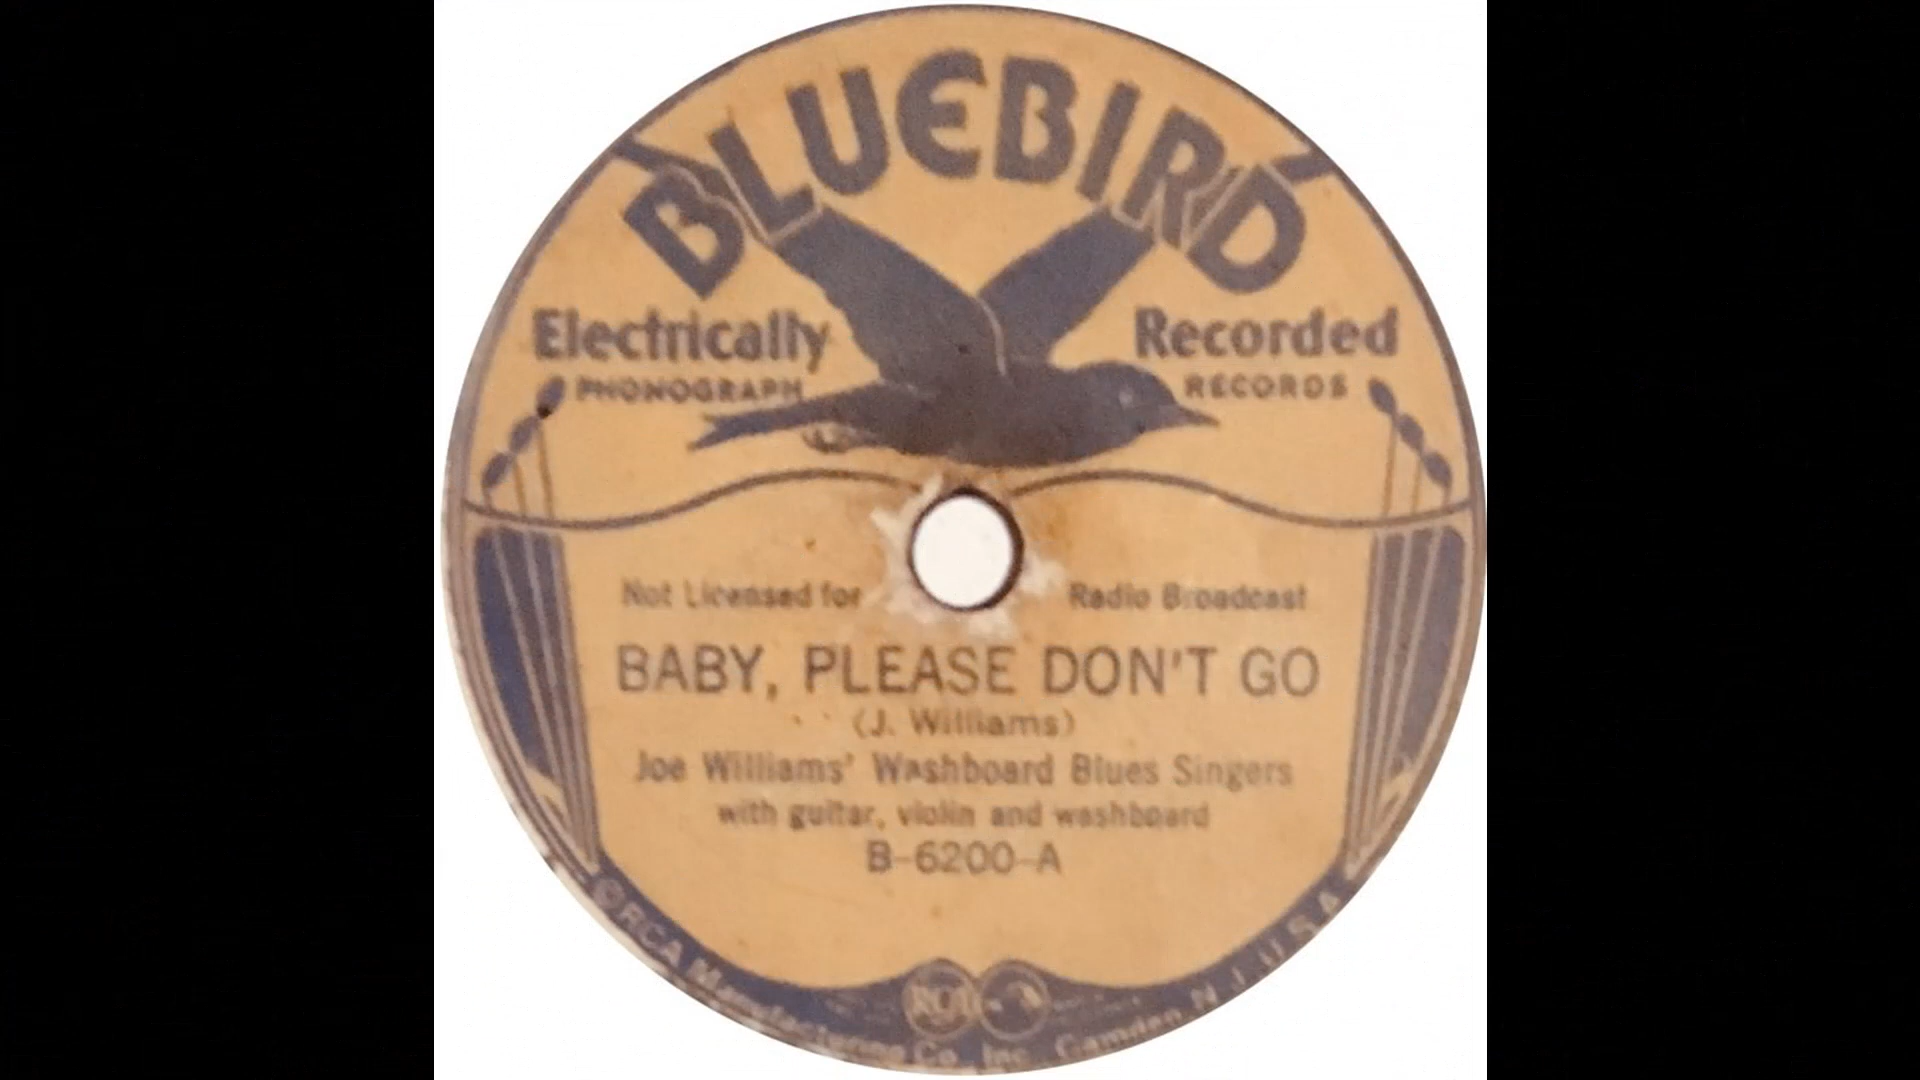 BLUEBIRD
Electrically Recorded
PHONOGRAPH RECORDS
Not Licensed for Radio Broadcast
BABY, PLEASE DON'T GO
(J. Williams)
Joe Williams' Washboard Blues Singers
with guitar, violin and washboard
B-6200-A
©RCA Manufacturing Co., Inc., Camden, N.J. U.S.A.
RCA